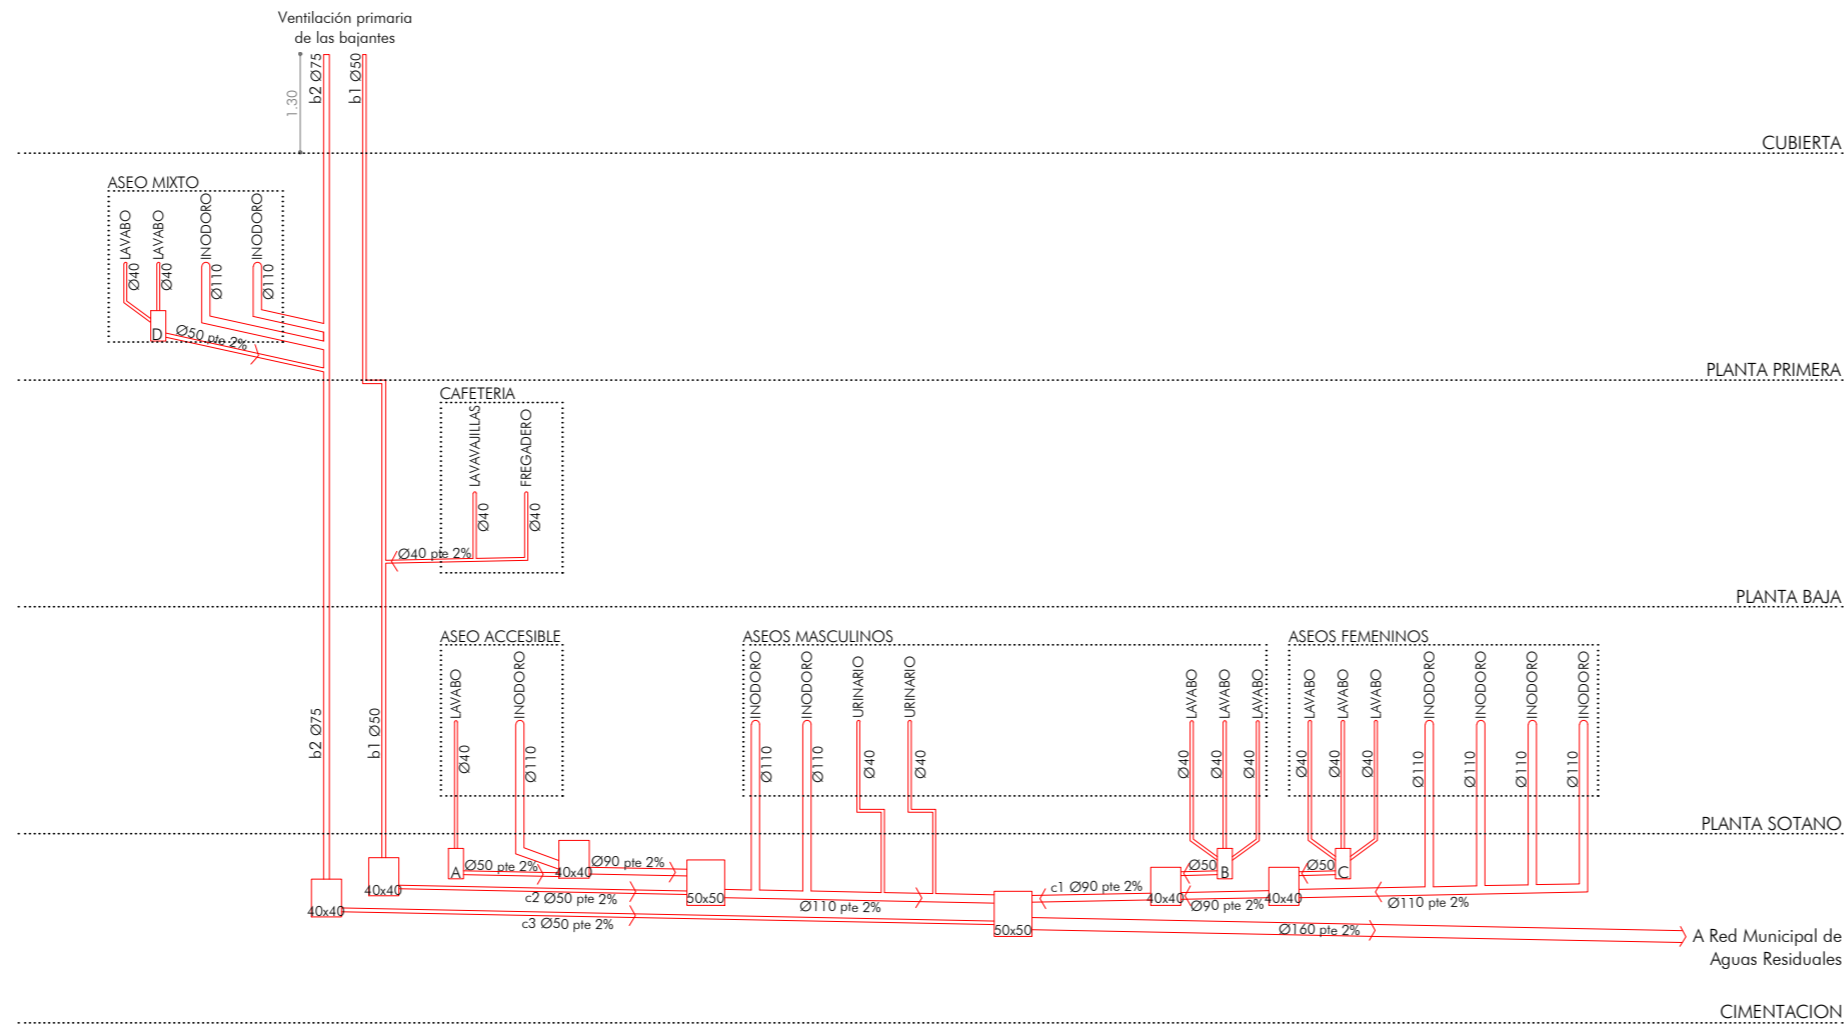 Ventilación primaria
de las bajantes
b2 Ø75
b1 Ø50
1.30
CUBIERTA
ASEO MIXTO
LAVABO
LAVABO
INODORO
INODORO
Ø40
Ø40
Ø110
Ø110
D
Ø50 pte 2%
PLANTA PRIMERA
CAFETERIA
LAVAVAJILLAS
FREGADERO
Ø40
Ø40
Ø40 pte 2%
PLANTA BAJA
ASEO ACCESIBLE
LAVABO
INODORO
Ø40
Ø110
ASEOS MASCULINOS
INODORO
INODORO
URINARIO
URINARIO
LAVABO
LAVABO
LAVABO
Ø110
Ø110
Ø40
Ø40
Ø40
Ø40
Ø40
ASEOS FEMENINOS
LAVABO
LAVABO
LAVABO
INODORO
INODORO
INODORO
INODORO
Ø40
Ø40
Ø40
Ø110
Ø110
Ø110
Ø110
b2 Ø75
b1 Ø50
PLANTA SOTANO
A
Ø50 pte 2%
40x40
Ø90 pte 2%
Ø50
B
Ø50
C
40x40
c2 Ø50 pte 2%
50x50
Ø110 pte 2%
c1 Ø90 pte 2%
40x40
Ø90 pte 2%
40x40
Ø110 pte 2%
40x40
c3 Ø50 pte 2%
50x50
Ø160 pte 2%
A Red Municipal de
Aguas Residuales
CIMENTACION